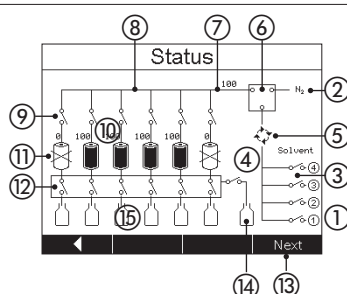 ⑧ ⑦ ⑥
Status
100
N₂ ②
⑨
100 ⑩ 100
⑤
0 100 100 0
Solvent
⑪
④ ④
③ ③
⑫
②
⑮ ① ①
Next
⑭ ⑬